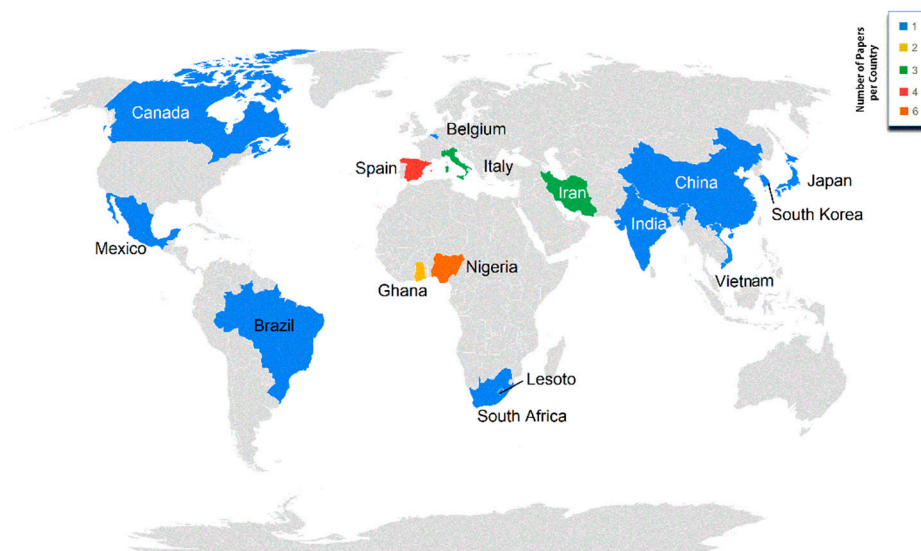 Number of Papers
per Country
1
2
3
4
6
Canada
Belgium
Spain
Italy
Iran
China
Japan
India
South Korea
Mexico
Nigeria
Ghana
Vietnam
Brazil
Lesoto
South Africa